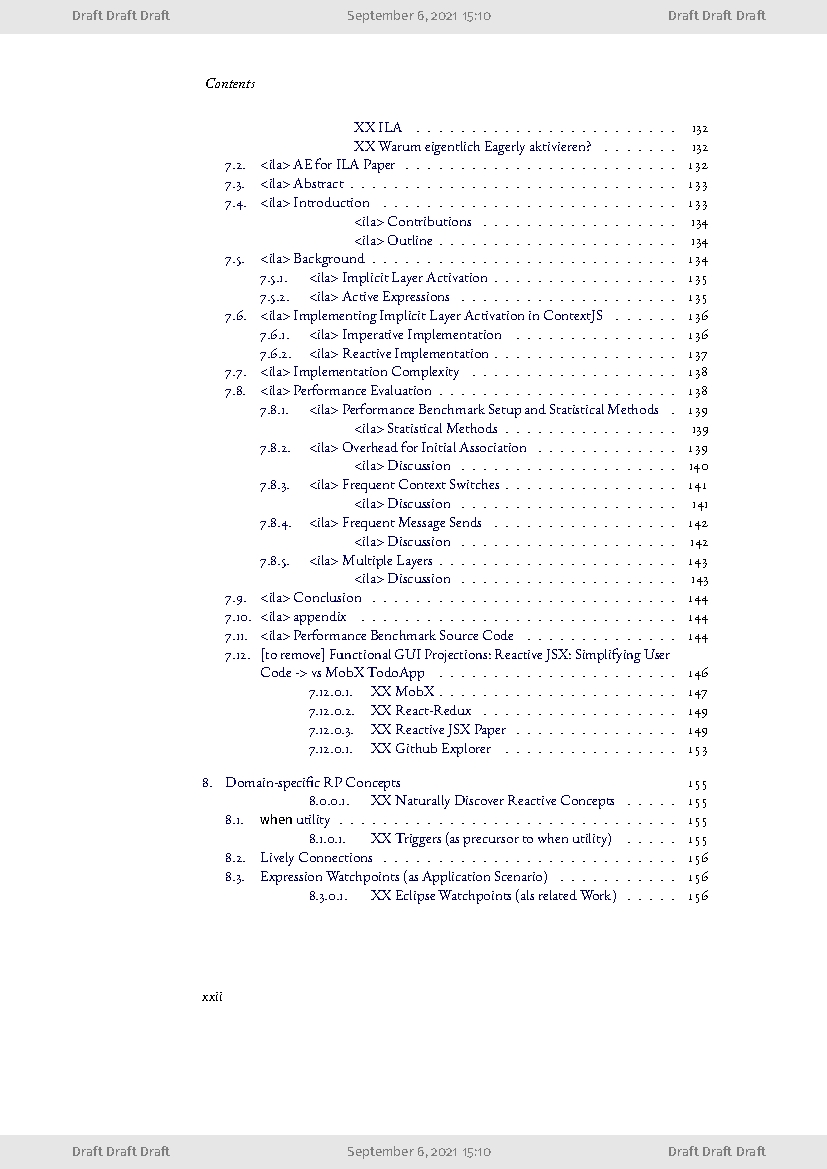 Draft Draft Draft September 6, 2021 15:10 Draft Draft Draft
Contents
XX ILA . . . . . . . . . . . . . . . . . . . . . . . . 132
XX Warum eigentlich Eagerly aktivieren? . . . . . . . 132
7.2. <ila> AE for ILA Paper . . . . . . . . . . . . . . . . . . . . . . . . . 132
7.3. <ila> Abstract . . . . . . . . . . . . . . . . . . . . . . . . . . . . . . 133
7.4. <ila> Introduction . . . . . . . . . . . . . . . . . . . . . . . . . . . 133
<ila> Contributions . . . . . . . . . . . . . . . . . . 134
<ila> Outline . . . . . . . . . . . . . . . . . . . . . . 134
7.5. <ila> Background . . . . . . . . . . . . . . . . . . . . . . . . . . . . 134
7.5.1. <ila> Implicit Layer Activation . . . . . . . . . . . . . . . . . 135
7.5.2. <ila> Active Expressions . . . . . . . . . . . . . . . . . . . . 135
7.6. <ila> Implementing Implicit Layer Activation in ContextJS . . . . . . 136
7.6.1. <ila> Imperative Implementation . . . . . . . . . . . . . . . 136
7.6.2. <ila> Reactive Implementation . . . . . . . . . . . . . . . . . 137
7.7. <ila> Implementation Complexity . . . . . . . . . . . . . . . . . . . 138
7.8. <ila> Performance Evaluation . . . . . . . . . . . . . . . . . . . . . . 138
7.8.1. <ila> Performance Benchmark Setup and Statistical Methods . 139
<ila> Statistical Methods . . . . . . . . . . . . . . . . 139
7.8.2. <ila> Overhead for Initial Association . . . . . . . . . . . . . 139
<ila> Discussion . . . . . . . . . . . . . . . . . . . . 140
7.8.3. <ila> Frequent Context Switches . . . . . . . . . . . . . . . . 141
<ila> Discussion . . . . . . . . . . . . . . . . . . . . 141
7.8.4. <ila> Frequent Message Sends . . . . . . . . . . . . . . . . . 142
<ila> Discussion . . . . . . . . . . . . . . . . . . . . 142
7.8.5. <ila> Multiple Layers . . . . . . . . . . . . . . . . . . . . . . 143
<ila> Discussion . . . . . . . . . . . . . . . . . . . . 143
7.9. <ila> Conclusion . . . . . . . . . . . . . . . . . . . . . . . . . . . . 144
7.10. <ila> appendix . . . . . . . . . . . . . . . . . . . . . . . . . . . . . 144
7.11. <ila> Performance Benchmark Source Code . . . . . . . . . . . . . . 144
7.12. [to remove] Functional GUI Projections: Reactive JSX: Simplifying User
Code -> vs MobX TodoApp . . . . . . . . . . . . . . . . . . . . . . 146
7.12.0.1. XX MobX . . . . . . . . . . . . . . . . . . . . . . 147
7.12.0.2. XX React-Redux . . . . . . . . . . . . . . . . . . 149
7.12.0.3. XX Reactive JSX Paper . . . . . . . . . . . . . . . 149
7.12.0.1. XX Github Explorer . . . . . . . . . . . . . . . . 153
8. Domain-specific RP Concepts 155
8.0.0.1. XX Naturally Discover Reactive Concepts . . . . . 155
8.1. when utility . . . . . . . . . . . . . . . . . . . . . . . . . . . . . . . 155
8.1.0.1. XX Triggers (as precursor to when utility) . . . . . 155
8.2. Lively Connections . . . . . . . . . . . . . . . . . . . . . . . . . . . 156
8.3. Expression Watchpoints (as Application Scenario) . . . . . . . . . . . 156
8.3.0.1. XX Eclipse Watchpoints (als related Work) . . . . . 156
xxii
Draft Draft Draft September 6, 2021 15:10 Draft Draft Draft